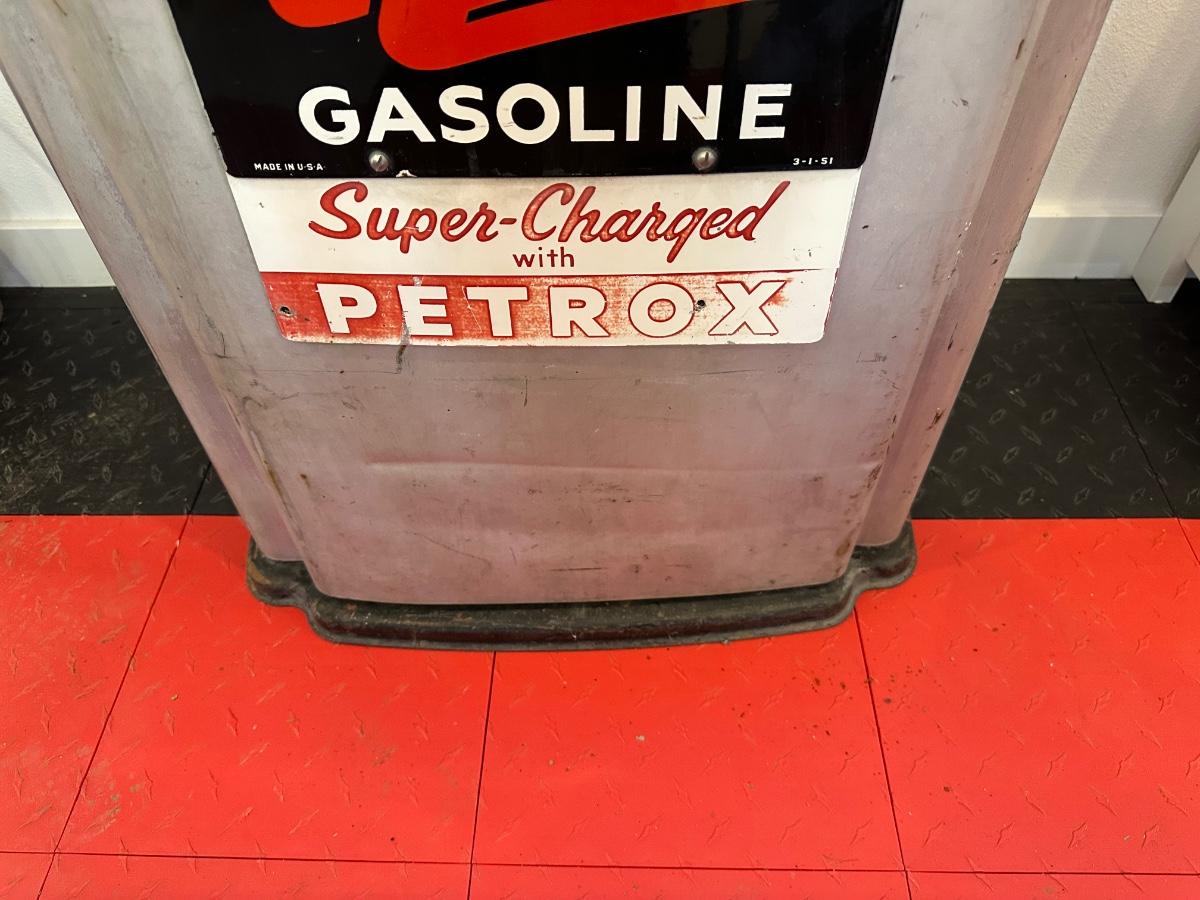 GASOLINE
MADE IN U·S·A·
3-1-51
Super-Charged
with
PETROX